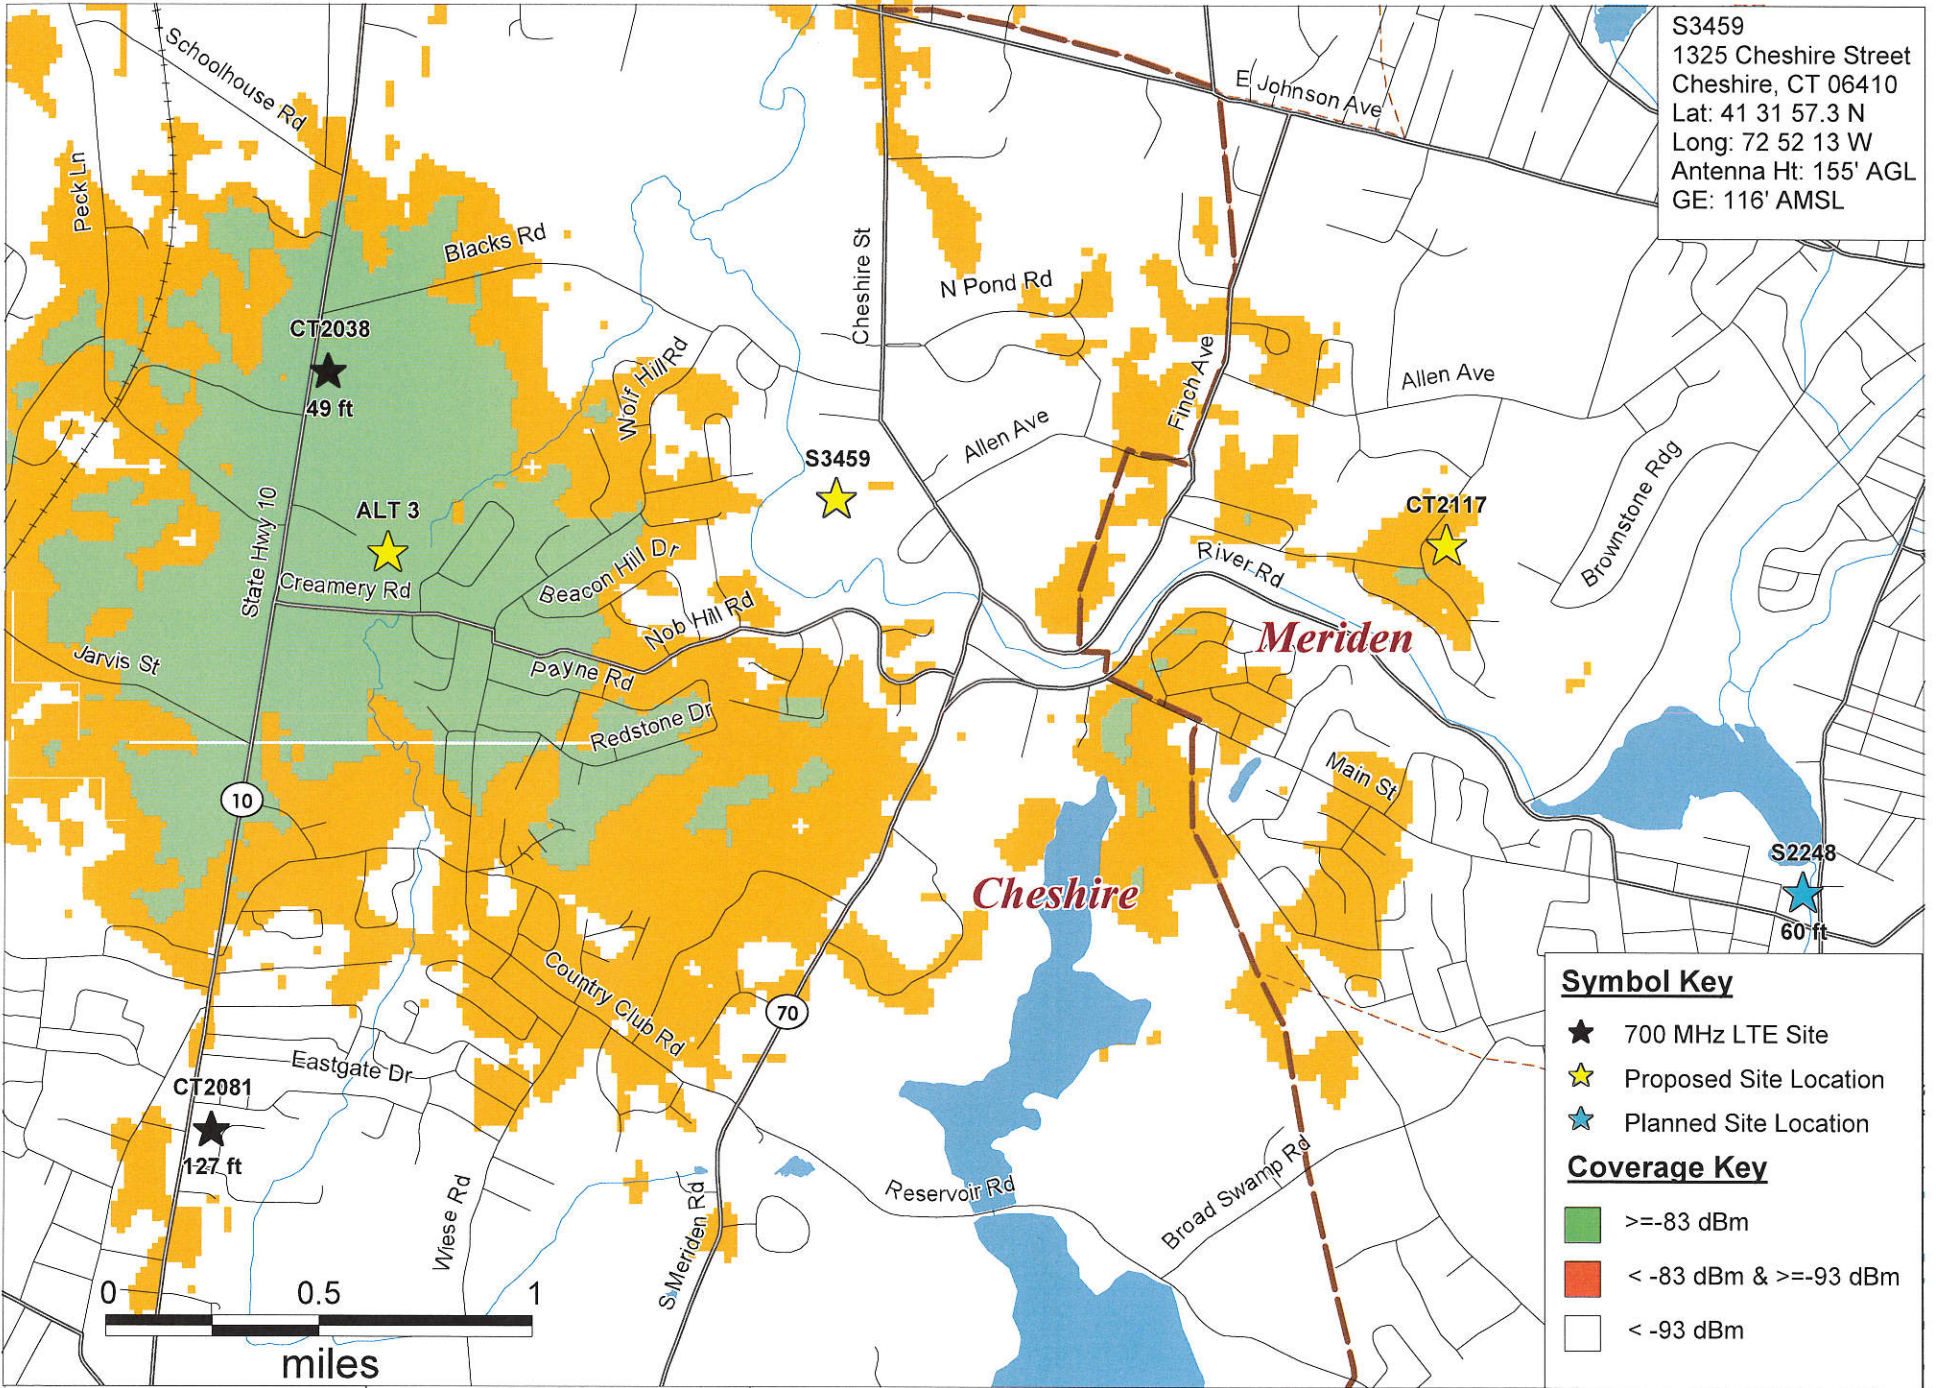 S3459
1325 Cheshire Street
Cheshire, CT 06410
Lat: 41 31 57.3 N
Long: 72 52 13 W
Antenna Ht: 155' AGL
GE: 116' AMSL
Schoolhouse Rd
E Johnson Ave
Peck Ln
Blacks Rd
Cheshire St
N Pond Rd
CT2038
49 ft
Wolf Hill Rd
Finch Ave
Allen Ave
Allen Ave
S3459
Brownstone Rdg
CT2117
ALT 3
State Hwy 10
Creamery Rd
Beacon Hill Dr
River Rd
Nob Hill Rd
Meriden
Jarvis St
Payne Rd
Redstone Dr
Main St
10
S2248
60 ft
Cheshire
Country Club Rd
70
Eastgate Dr
CT2081
127 ft
Wiese Rd
S Meriden Rd
Reservoir Rd
Broad Swamp Rd
Symbol Key
700 MHz LTE Site
Proposed Site Location
Planned Site Location
Coverage Key
>=-83 dBm
< -83 dBm & >=-93 dBm
< -93 dBm
0 0.5 1
miles